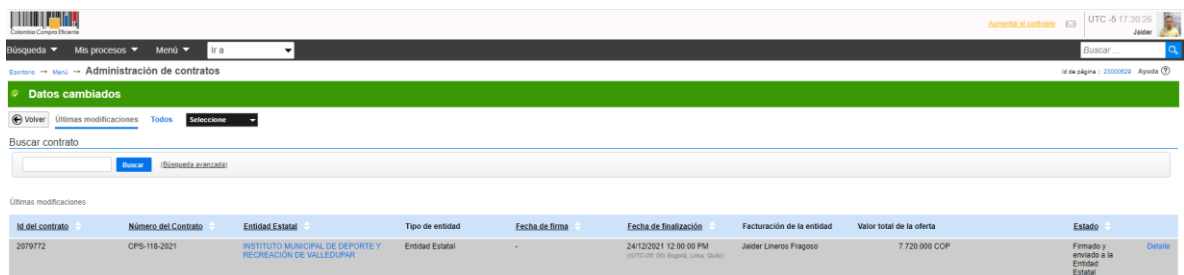 Colombia Compra Eficiente
Aumentar el contraste UTC -5 17:30:26
Jaider
Búsqueda Mis procesos Menú Ir a Buscar ...
Escritorio → Menú → Administración de contratos Id de página :: 23000629 Ayuda ?
Datos cambiados
Volver Últimas modificaciones Todos Seleccione
Buscar contrato
Buscar (Búsqueda avanzada)
Últimas modificaciones
Id del contrato Número del Contrato Entidad Estatal Tipo de entidad Fecha de firma Fecha de finalización Facturación de la entidad Valor total de la oferta Estado
2079772 CPS-118-2021 INSTITUTO MUNICIPAL DE DEPORTE Y Entidad Estatal - 24/12/2021 12:00:00 PM Jaider Lineros Fragoso 7.720.000 COP Firmado y Detalle
RECREACIÓN DE VALLEDUPAR ((UTC-05:00) Bogotá, Lima, Quito) enviado a la
Entidad
Estatal